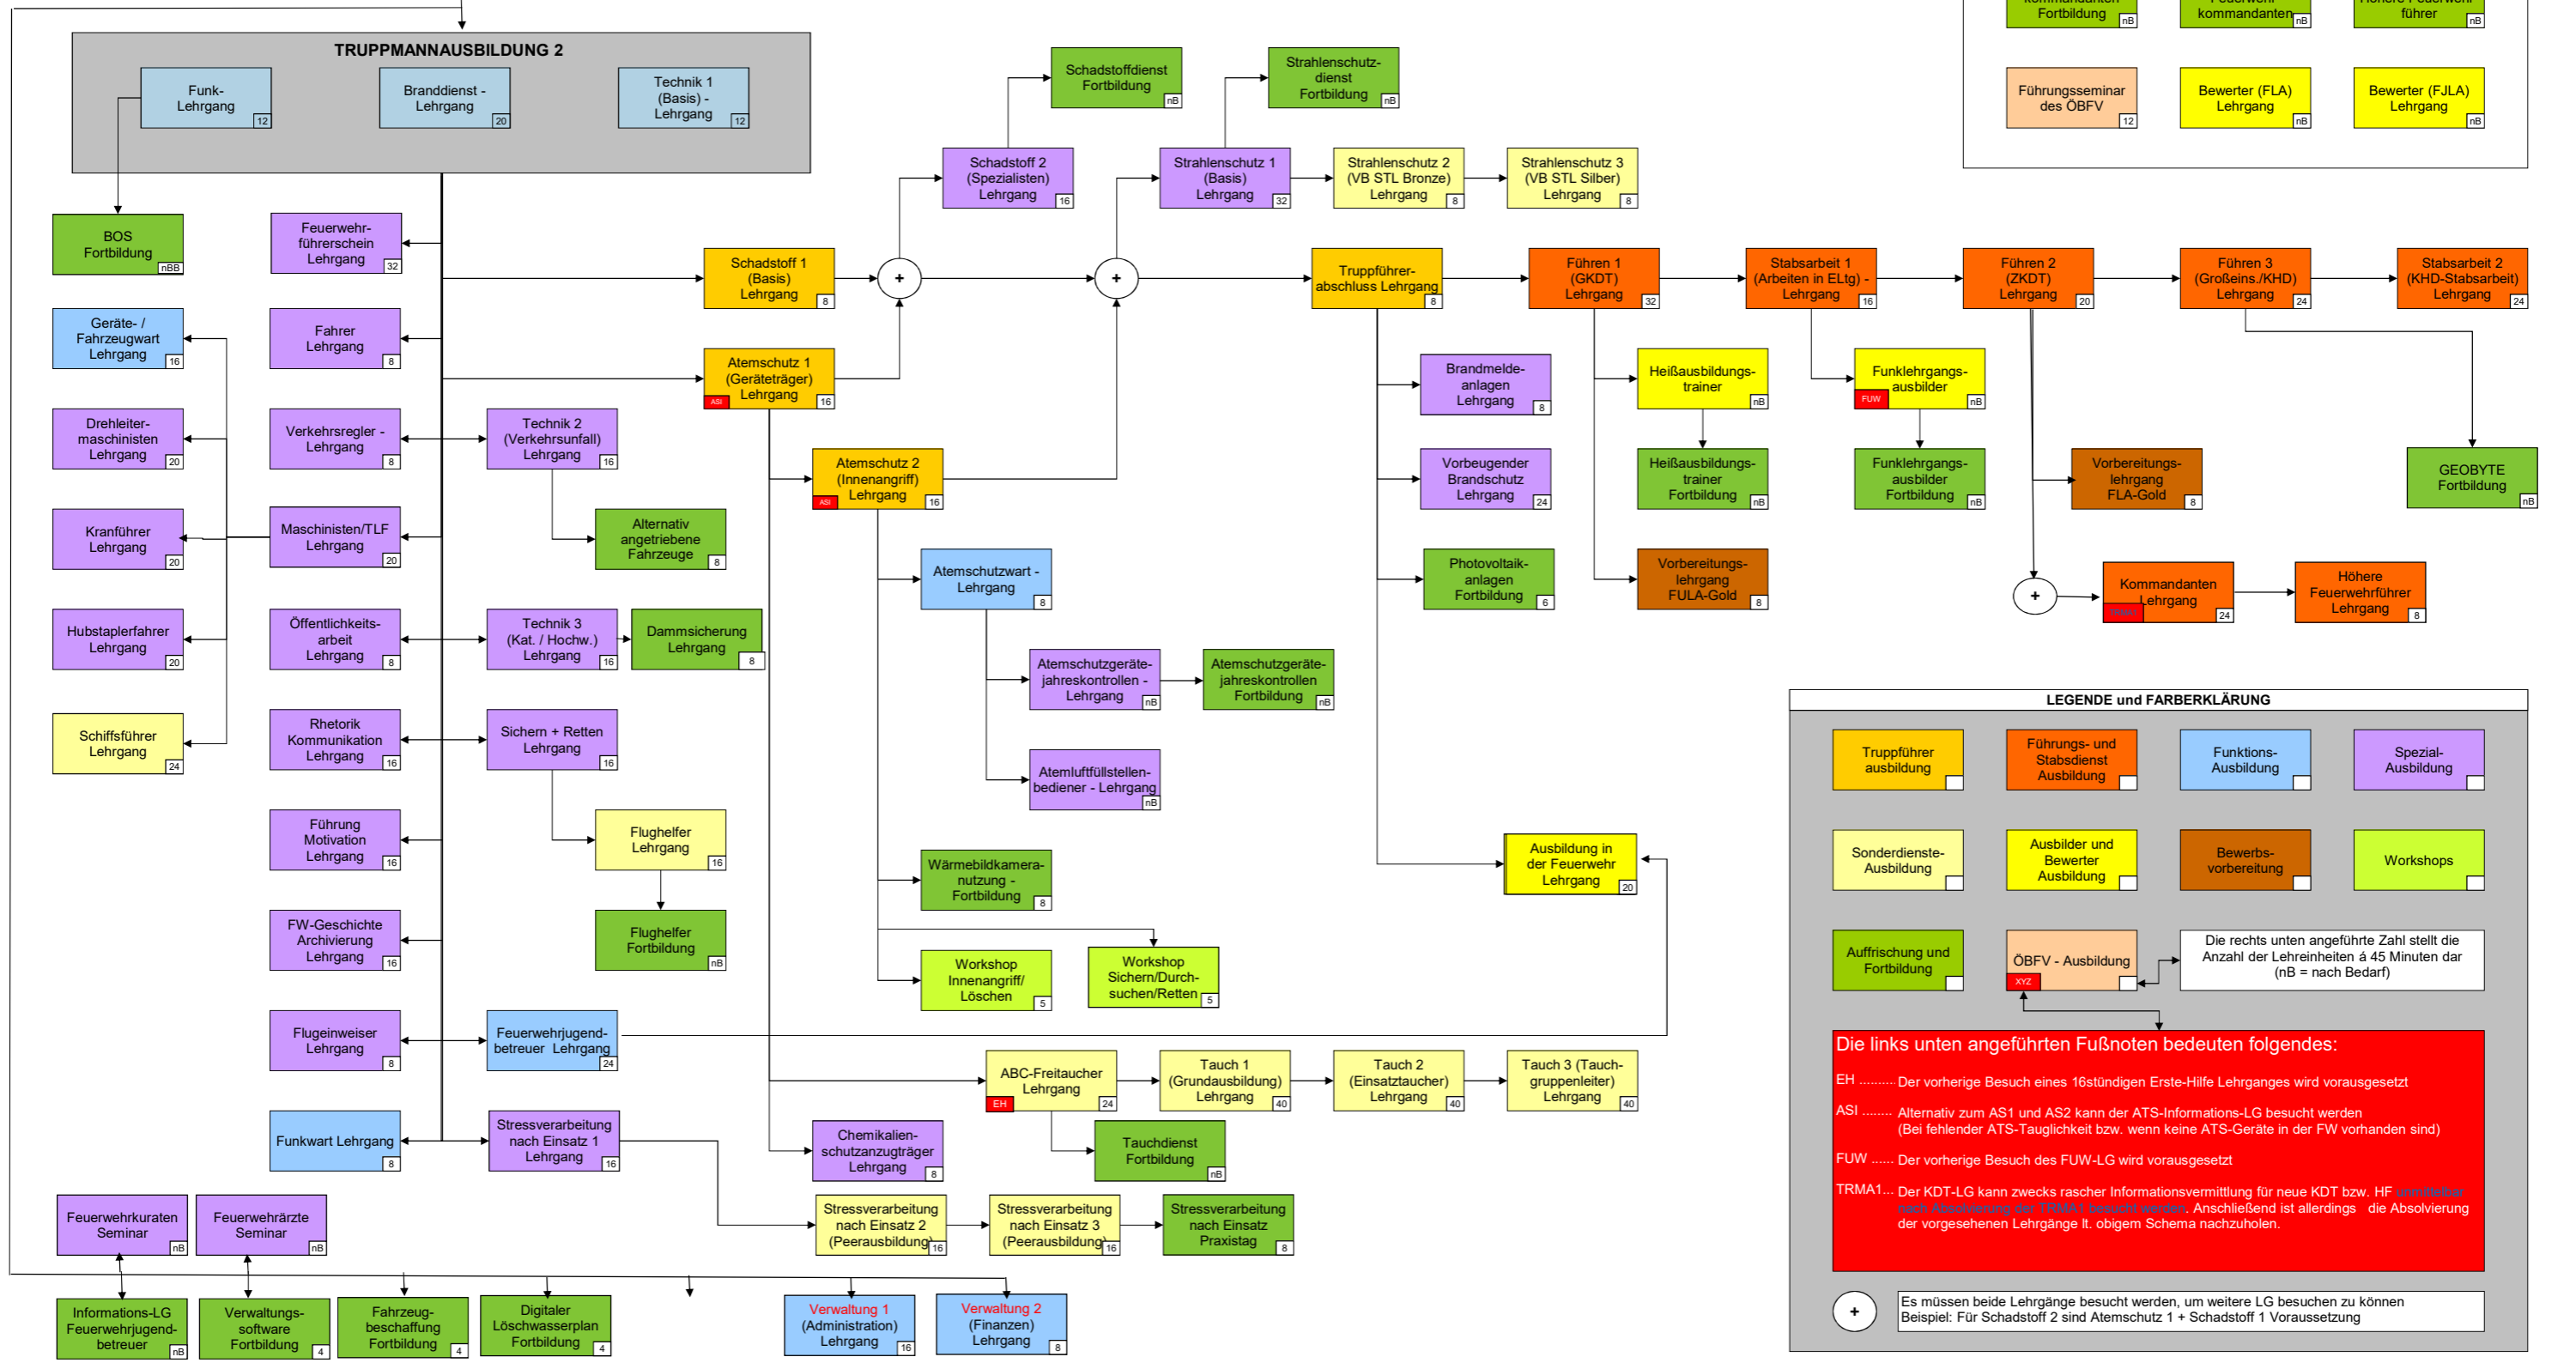 kommandanten
Fortbildung
nB
Feuerwehr-
kommandanten
nB
Höhere Feuerwehr-
führer
nB
Führungsseminar
des ÖBFV
12
Bewerter (FLA)
Lehrgang
nB
Bewerter (FJLA)
Lehrgang
nB
TRUPPMANNAUSBILDUNG 2
Funk-
Lehrgang
12
Branddienst -
Lehrgang
20
Technik 1
(Basis) -
Lehrgang
12
Schadstoffdienst
Fortbildung
nB
Strahlenschutz-
dienst
Fortbildung
nB
Schadstoff 2
(Spezialisten)
Lehrgang
16
Strahlenschutz 1
(Basis)
Lehrgang
32
Strahlenschutz 2
(VB STL Bronze)
Lehrgang
8
Strahlenschutz 3
(VB STL Silber)
Lehrgang
8
BOS
Fortbildung
nBB
Feuerwehr-
führerschein
Lehrgang
32
Schadstoff 1
(Basis)
Lehrgang
8
+
+
Truppführer-
abschluss Lehrgang
8
Führen 1
(GKDT)
Lehrgang
32
Stabsarbeit 1
(Arbeiten in ELtg) -
Lehrgang
16
Führen 2
(ZKDT)
Lehrgang
20
Führen 3
(Großeins./KHD)
Lehrgang
24
Stabsarbeit 2
(KHD-Stabsarbeit)
Lehrgang
24
Geräte- /
Fahrzeugwart
Lehrgang
16
Fahrer
Lehrgang
8
Atemschutz 1
(Geräteträger)
Lehrgang
ASI
16
Brandmelde-
anlagen
Lehrgang
8
Heißausbildungs-
trainer
nB
Funklehrgangs-
ausbilder
FUW
nB
Drehleiter-
maschinisten
Lehrgang
20
Verkehrsregler -
Lehrgang
8
Technik 2
(Verkehrsunfall)
Lehrgang
16
Atemschutz 2
(Innenangriff)
Lehrgang
ASI
16
Vorbeugender
Brandschutz
Lehrgang
24
Heißausbildungs-
trainer
Fortbildung
nB
Funklehrgangs-
ausbilder
Fortbildung
nB
Vorbereitungs-
lehrgang
FLA-Gold
8
GEOBYTE
Fortbildung
nB
Kranführer
Lehrgang
20
Maschinisten/TLF
Lehrgang
20
Alternativ
angetriebene
Fahrzeuge
8
Atemschutzwart -
Lehrgang
8
Photovoltaik-
anlagen
Fortbildung
6
Vorbereitungs-
lehrgang
FULA-Gold
8
+
Kommandanten
Lehrgang
24
Höhere
Feuerwehrführer
Lehrgang
8
Hubstaplerfahrer
Lehrgang
20
Öffentlichkeits-
arbeit
Lehrgang
8
Technik 3
(Kat. / Hochw.)
Lehrgang
16
Dammsicherung
Lehrgang
8
Atemschutzgeräte-
jahreskontrollen -
Lehrgang
nB
Atemschutzgeräte-
jahreskontrollen
Fortbildung
nB
Schiffsführer
Lehrgang
24
Rhetorik
Kommunikation
Lehrgang
16
Sichern + Retten
Lehrgang
16
Atemluftfüllstellen-
bediener - Lehrgang
nB
Führung
Motivation
Lehrgang
16
Flughelfer
Lehrgang
16
Wärmebildkamera-
nutzung -
Fortbildung
8
Ausbildung in
der Feuerwehr
Lehrgang
20
FW-Geschichte
Archivierung
Lehrgang
16
Flughelfer
Fortbildung
nB
Workshop
Innenangriff/
Löschen
5
Workshop
Sichern/Durch-
suchen/Retten
5
Flugeinweiser
Lehrgang
8
Feuerwehrjugend-
betreuer Lehrgang
24
ABC-Freitaucher
Lehrgang
EH
24
Tauch 1
(Grundausbildung)
Lehrgang
40
Tauch 2
(Einsatztaucher)
Lehrgang
40
Tauch 3 (Tauch-
gruppenleiter)
Lehrgang
40
Funkwart Lehrgang
8
Stressverarbeitung
nach Einsatz 1
Lehrgang
16
Chemikalien-
schutzanzugträger
Lehrgang
8
Tauchdienst
Fortbildung
nB
Feuerwehrkuraten
Seminar
nB
Feuerwehrärzte
Seminar
nB
Stressverarbeitung
nach Einsatz 2
(Peerausbildung)
16
Stressverarbeitung
nach Einsatz 3
(Peerausbildung)
16
Stressverarbeitung
nach Einsatz
Praxistag
8
Informations-LG
Feuerwehrjugend-
betreuer
nB
Verwaltungs-
software
Fortbildung
4
Fahrzeug-
beschaffung
Fortbildung
4
Digitaler
Löschwasserplan
Fortbildung
4
Verwaltung 1
(Administration)
Lehrgang
16
Verwaltung 2
(Finanzen)
Lehrgang
8
LEGENDE und FARBERKLÄRUNG
Truppführer
ausbildung
Führungs- und
Stabsdienst
Ausbildung
Funktions-
Ausbildung
Spezial-
Ausbildung
Sonderdienste-
Ausbildung
Ausbilder und
Bewerter
Ausbildung
Bewerbs-
vorbereitung
Workshops
Auffrischung und
Fortbildung
ÖBFV - Ausbildung
XYZ
Die rechts unten angeführte Zahl stellt die
Anzahl der Lehreinheiten á 45 Minuten dar
(nB = nach Bedarf)
Die links unten angeführten Fußnoten bedeuten folgendes:
EH ......... Der vorherige Besuch eines 16stündigen Erste-Hilfe Lehrganges wird vorausgesetzt
ASI ........ Alternativ zum AS1 und AS2 kann der ATS-Informations-LG besucht werden
(Bei fehlender ATS-Tauglichkeit bzw. wenn keine ATS-Geräte in der FW vorhanden sind)
FUW ...... Der vorherige Besuch des FUW-LG wird vorausgesetzt
TRMA1... Der KDT-LG kann zwecks rascher Informationsvermittlung für neue KDT bzw. HF unmittelbar
nach Absolvierung der TRMA1 besucht werden. Anschließend ist allerdings die Absolvierung
der vorgesehenen Lehrgänge lt. obigem Schema nachzuholen.
+
Es müssen beide Lehrgänge besucht werden, um weitere LG besuchen zu können
Beispiel: Für Schadstoff 2 sind Atemschutz 1 + Schadstoff 1 Voraussetzung